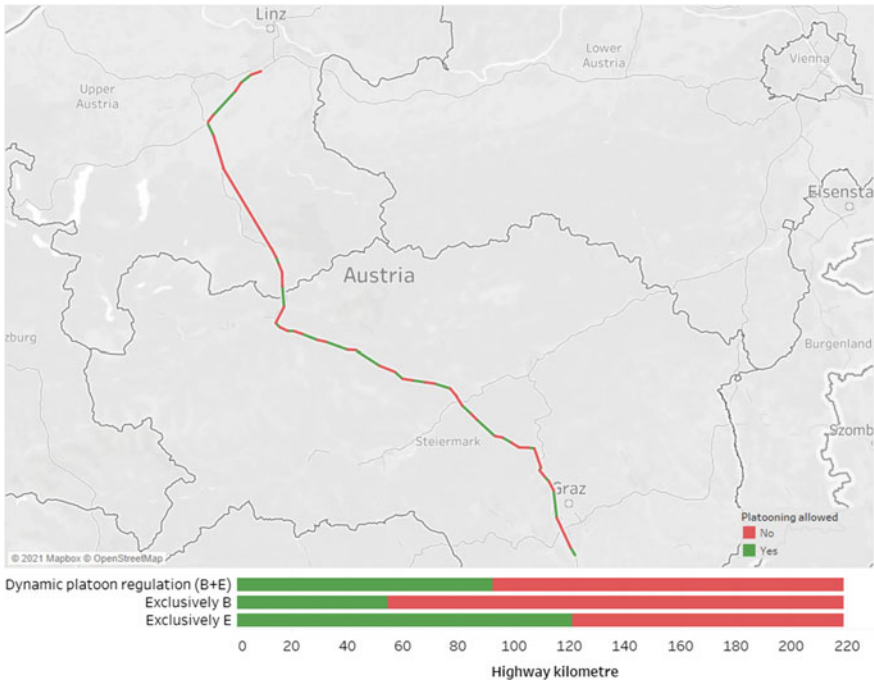 Linz
Lower
Austria
Vienna
Upper
Austria
Eisensta
Austria
zburg
Burgenland
Steiermark
Szomb
Graz
Platooning allowed
No
Yes
© 2021 Mapbox © OpenStreetMap
Dynamic platoon regulation (B+E)
Exclusively B
Exclusively E
0 20 40 60 80 100 120 140 160 180 200 220
Highway kilometre